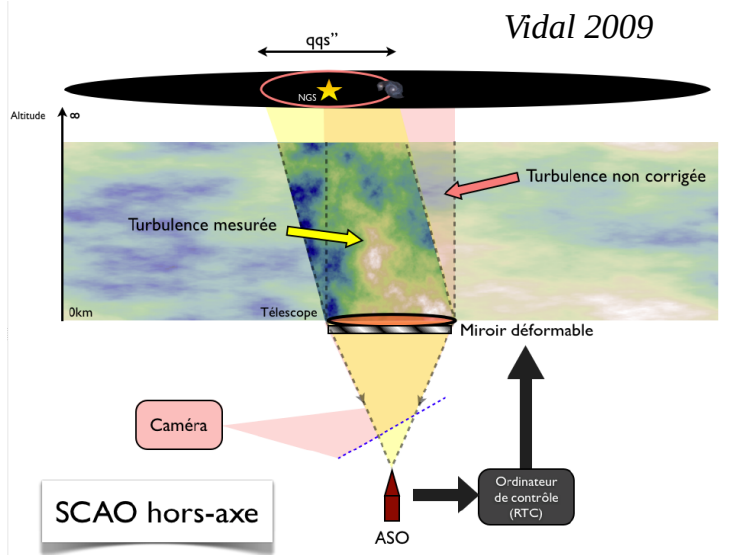 Vidal 2009
qqs”
NGS
Altitude
∞
Turbulence non corrigée
Turbulence mesurée
0km
Télescope
Miroir déformable
Caméra
Ordinateur
de contrôle
(RTC)
SCAO hors-axe
ASO